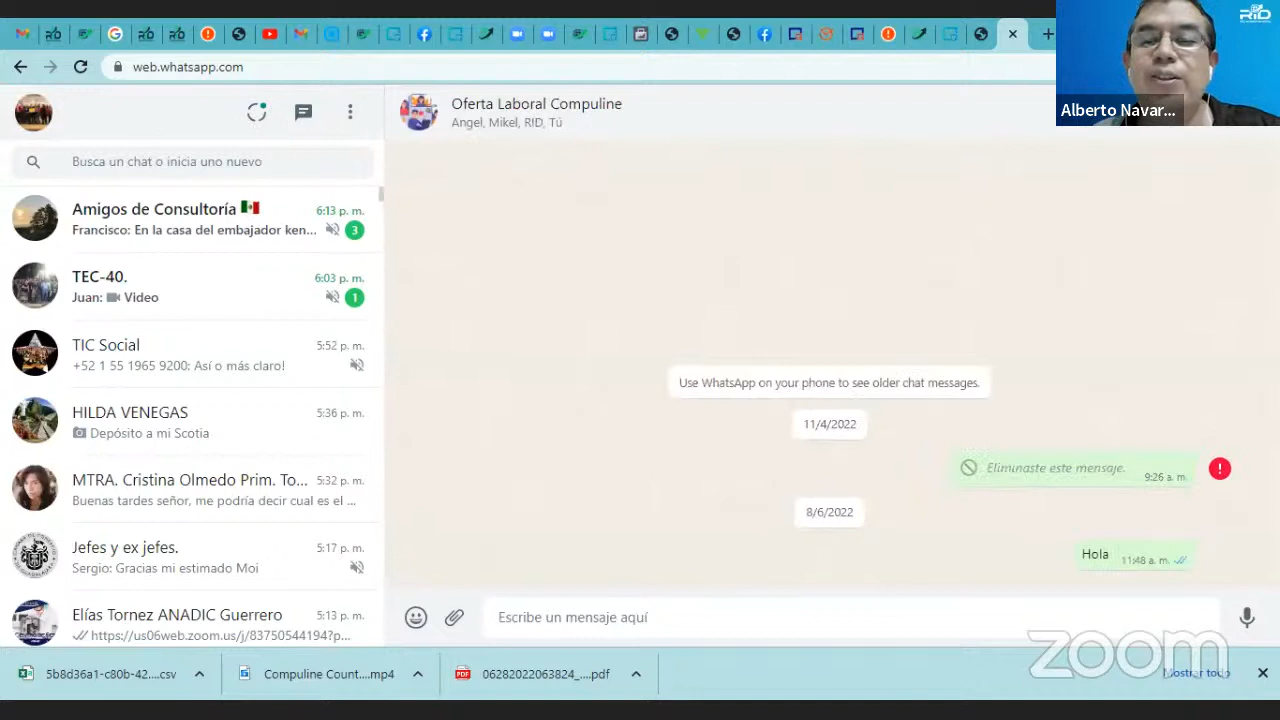 web.whatsapp.com
RID
Alberto Navar...
Oferta Laboral Compuline
Angel, Mikel, RID, Tú
Busca un chat o inicia uno nuevo
Amigos de Consultoría
6:13 p. m.
Francisco: En la casa del embajador ken...
3
TEC-40.
6:03 p. m.
Juan: Video
1
TIC Social
5:52 p. m.
+52 1 55 1965 9200: Así o más claro!
HILDA VENEGAS
5:36 p. m.
Depósito a mi Scotia
MTRA. Cristina Olmedo Prim. To...
5:32 p. m.
Buenas tardes señor, me podría decir cual es el ...
Jefes y ex jefes.
5:17 p. m.
Sergio: Gracias mi estimado Moi
Elías Tornez ANADIC Guerrero
5:13 p. m.
https://us06web.zoom.us/j/83750544194?p...
Use WhatsApp on your phone to see older chat messages.
11/4/2022
Eliminaste este mensaje.
9:26 a. m.
8/6/2022
Hola
11:48 a. m.
Escribe un mensaje aquí
zoom
5b8d36a1-c80b-42....csv
Compuline Count....mp4
06282022063824_....pdf
Mostrar todo